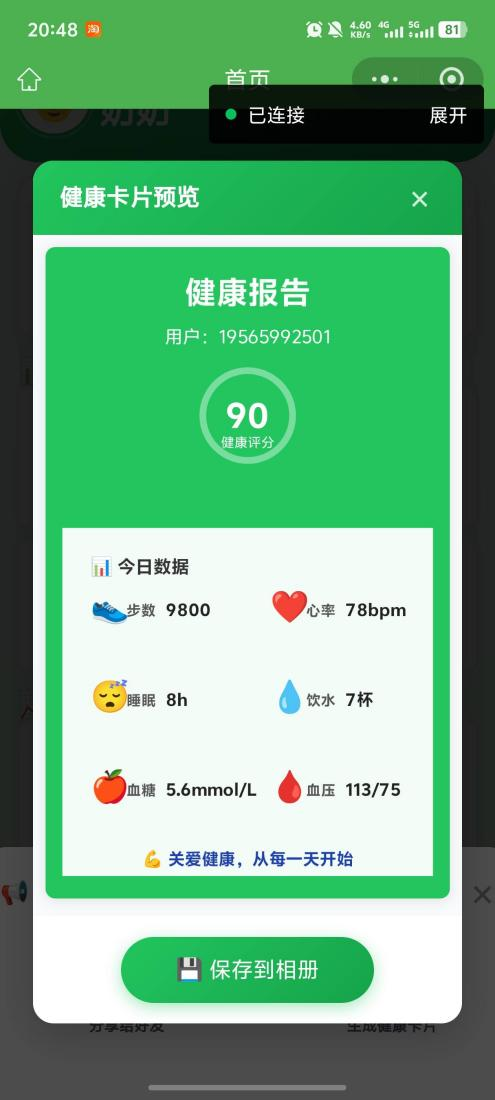 20:48 淘 4.60 KB/s 4G 5G 81
首页
已连接 展开
奶奶
健康卡片预览 ×
健康报告
用户：19565992501
90
健康评分
今日数据
步数 9800 心率 78bpm
睡眠 8h 饮水 7杯
血糖 5.6mmol/L 血压 113/75
关爱健康，从每一天开始
保存到相册
分享给好友 生成健康卡片